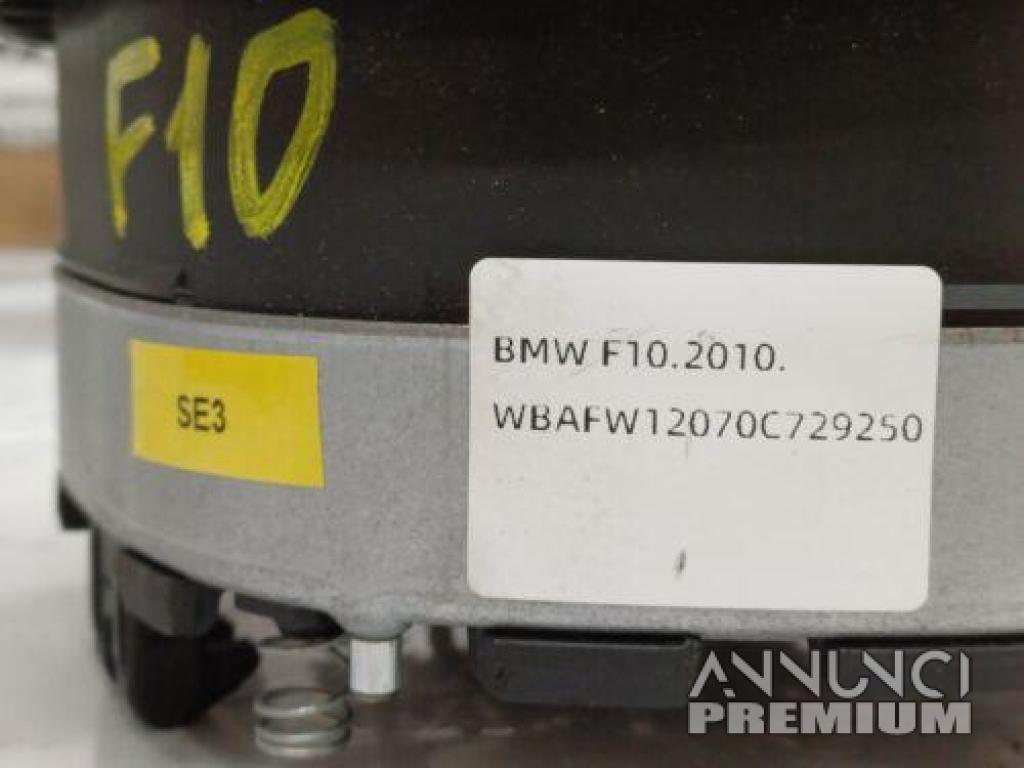 F10
SE3
BMW F10.2010.
WBAFW12070C729250
ANNUNCI
PREMIUM